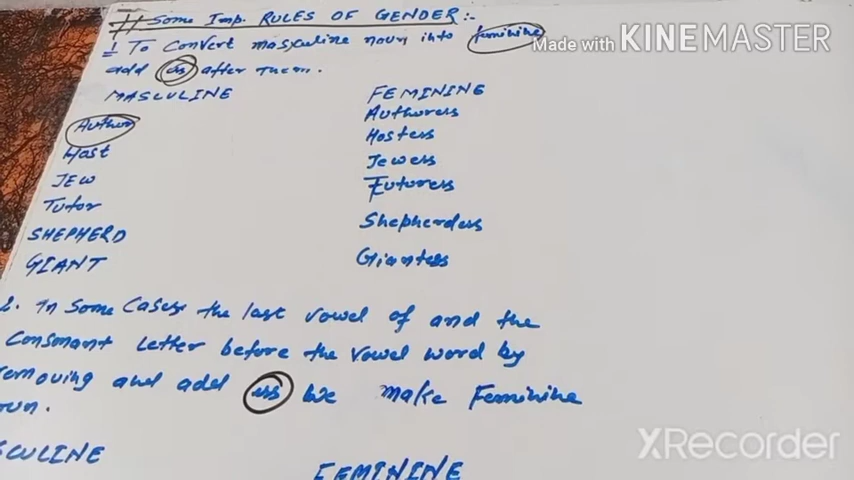 Some Imp. RULES OF GENDER :-
1 To Convert masculine noun into feminine
Made with KINEMASTER
add ess after them.
MASCULINE FEMININE
Author Authoress
Host Hostess
JEW Jewess
Tutor Tutoress
SHEPHERD Shepherdess
GIANT Giantess
2. In Some Cases the last vowel of and the
Consonant Letter before the vowel word by
removing and add ess we make Feminine
noun.
SCULINE FEMININE
XRecorder